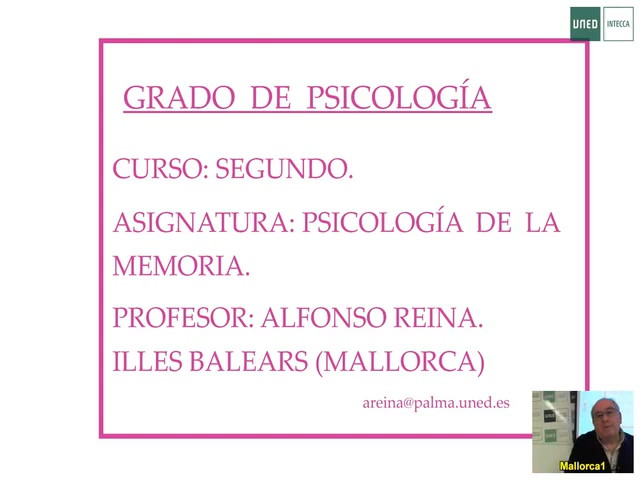 UNED INTECCA
GRADO DE PSICOLOGÍA
CURSO: SEGUNDO.
ASIGNATURA: PSICOLOGÍA DE LA
MEMORIA.
PROFESOR: ALFONSO REINA.
ILLES BALEARS (MALLORCA)
areina@palma.uned.es
Mallorca1